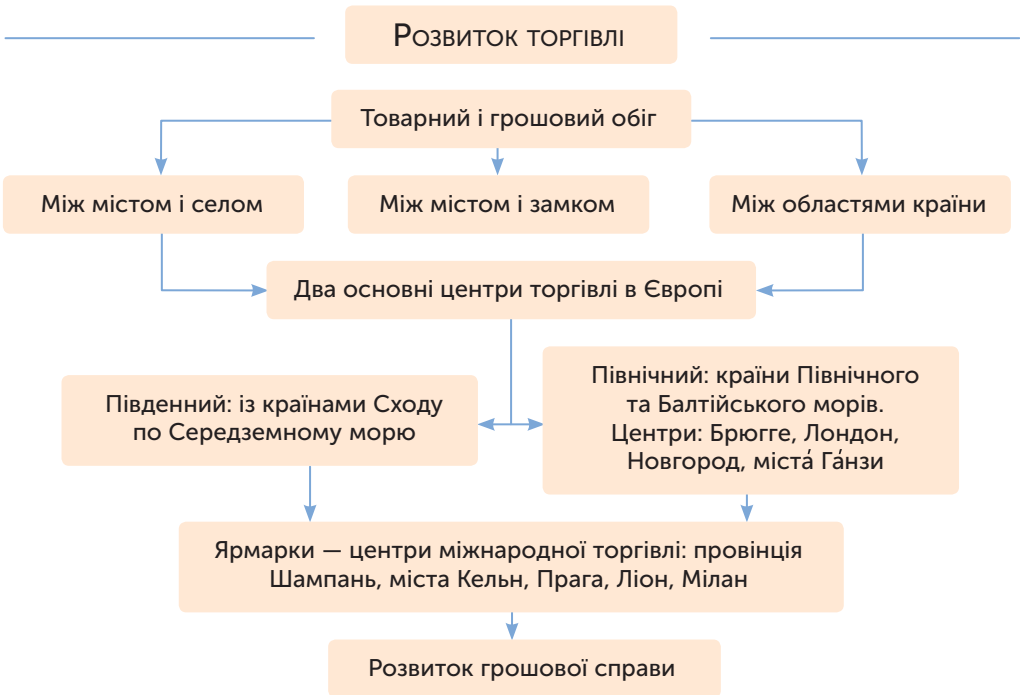 Розвиток торгівлі
Товарний і грошовий обіг
Між містом і селом
Між містом і замком
Між областями країни
Два основні центри торгівлі в Європі
Південний: із країнами Сходу
по Середземному морю
Північний: країни Північного
та Балтійського морів.
Центри: Брюгге, Лондон,
Новгород, міста́ Га́нзи
Ярмарки — центри міжнародної торгівлі: провінція
Шампань, міста Кельн, Прага, Ліон, Мілан
Розвиток грошової справи